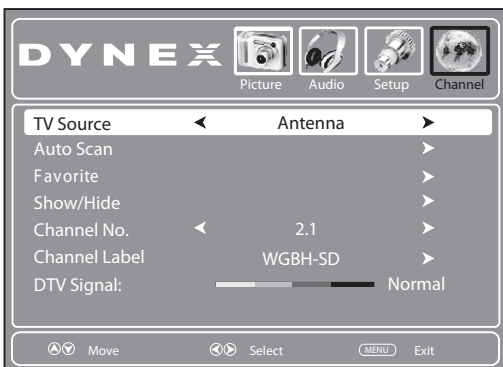 DYNEX
Picture Audio Setup Channel
TV Source Antenna
Auto Scan
Favorite
Show/Hide
Channel No. 2.1
Channel Label WGBH-SD
DTV Signal: Normal
Move Select MENU Exit